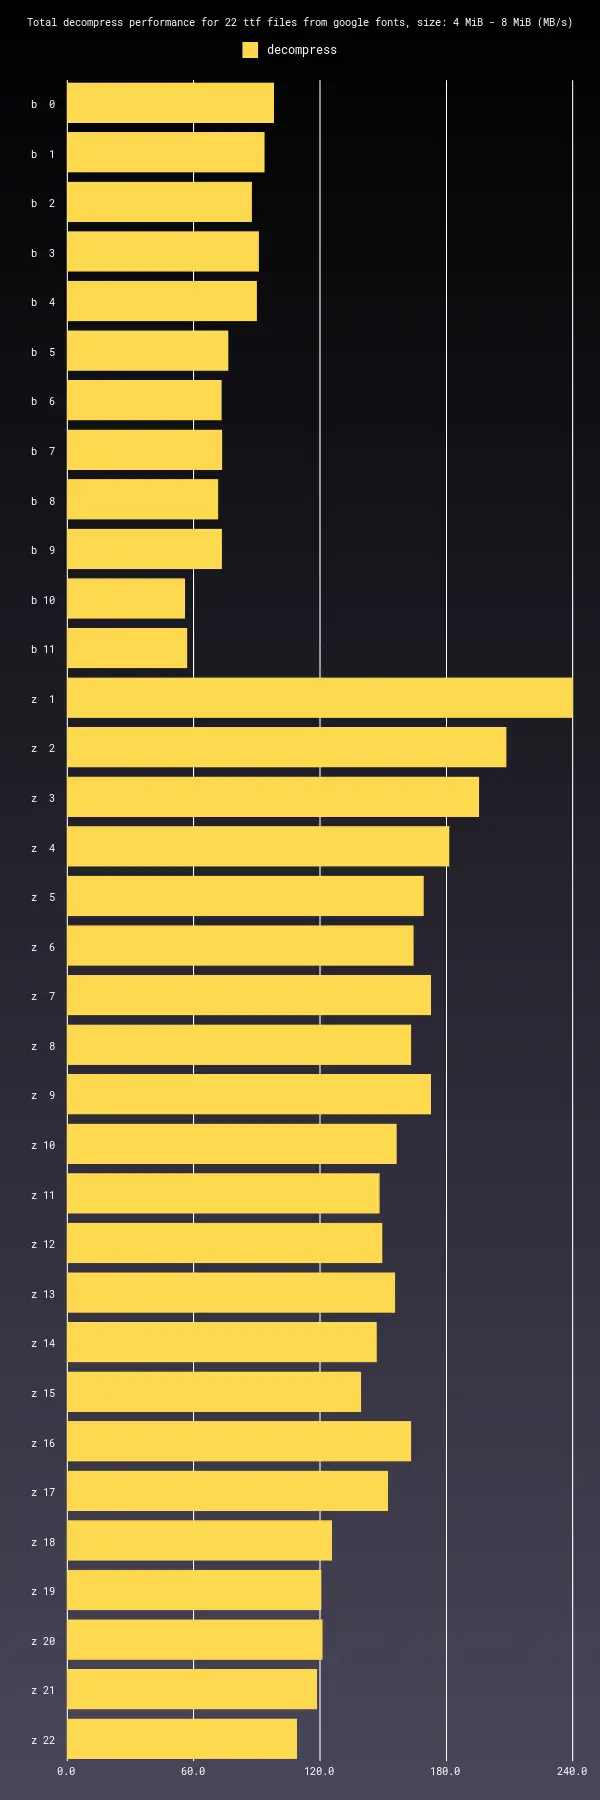 Total decompress performance for 22 ttf files from google fonts, size: 4 MiB - 8 MiB (MB/s)
decompress
b 0
b 1
b 2
b 3
b 4
b 5
b 6
b 7
b 8
b 9
b 10
b 11
z 1
z 2
z 3
z 4
z 5
z 6
z 7
z 8
z 9
z 10
z 11
z 12
z 13
z 14
z 15
z 16
z 17
z 18
z 19
z 20
z 21
z 22
0.0 60.0 120.0 180.0 240.0